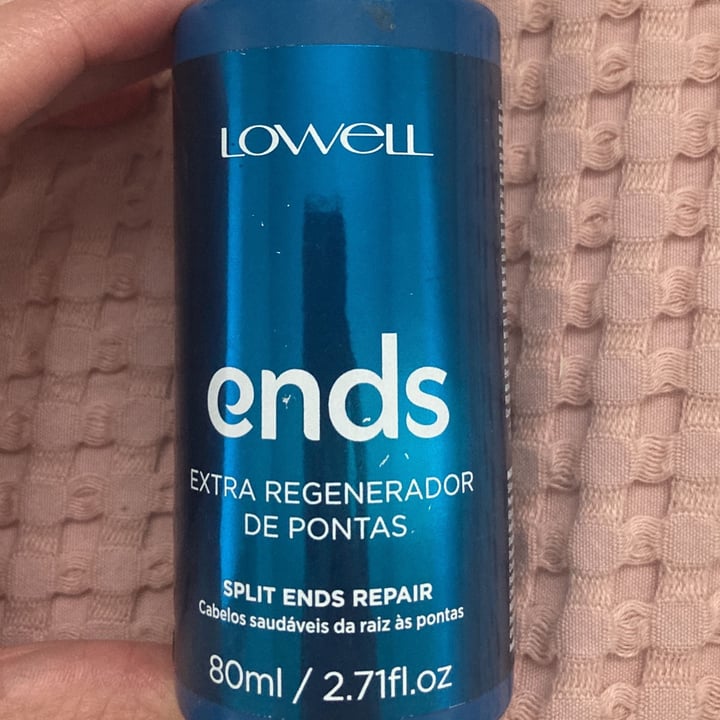 LOWELL
ends
EXTRA REGENERADOR
DE PONTAS
SPLIT ENDS REPAIR
Cabelos saudáveis da raiz às pontas
80ml / 2.71fl.oz